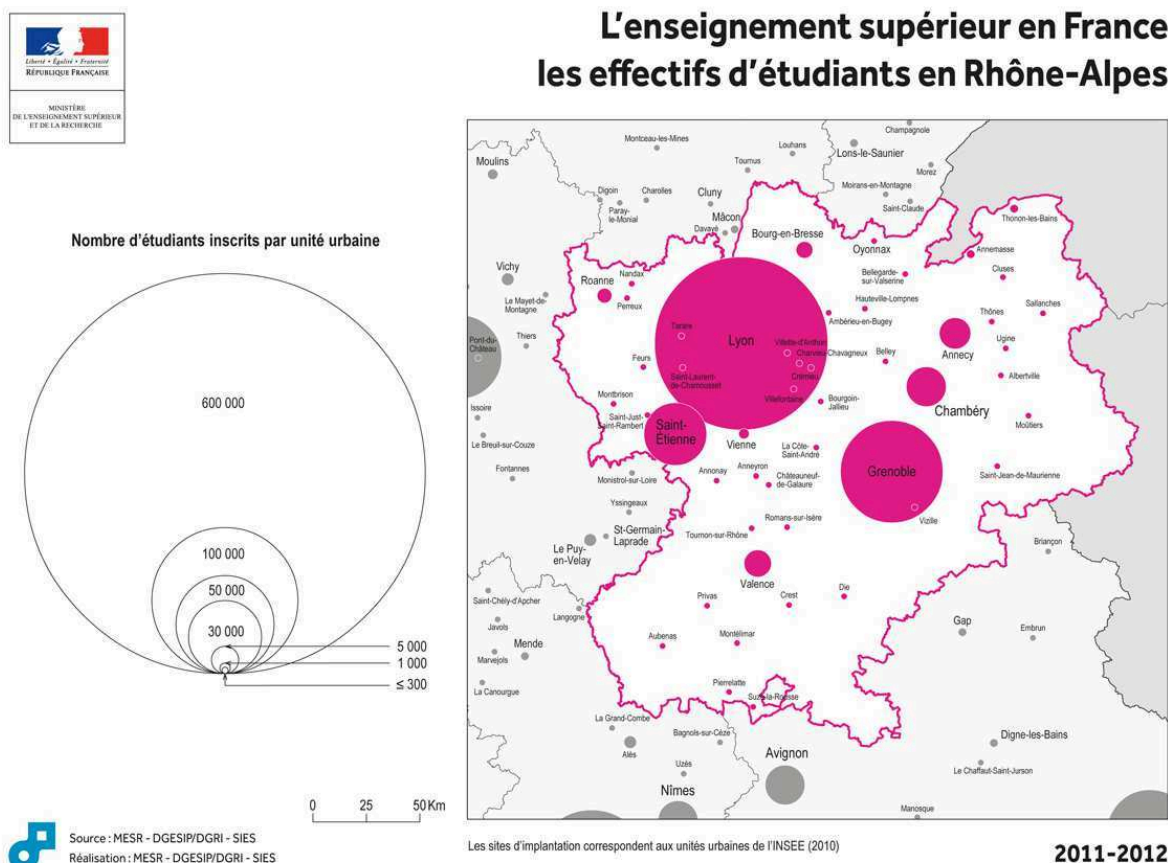 L'enseignement supérieur en France
les effectifs d'étudiants en Rhône-Alpes
Liberté • Égalité • Fraternité
RÉPUBLIQUE FRANÇAISE
MINISTÈRE
DE L'ENSEIGNEMENT SUPÉRIEUR
ET DE LA RECHERCHE
Nombre d'étudiants inscrits par unité urbaine
600 000
100 000
50 000
30 000
5 000
1 000
≤ 300
Champagnole
Montceau-les-Mines
Louhans
Lons-le-Saunier
Moulins
Tournus
Morez
Digoin
Charolles
Cluny
Moirans-en-Montagne
Paray-
le-Monial
Saint-Claude
Mâcon
Davayé
Thonon-les-Bains
Bourg-en-Bresse
Oyonnax
Annemasse
Vichy
Nandax
Roanne
Bellegarde-
sur-Valserine
Cluses
Le Mayet-de-
Montagne
Perreux
Hauteville-Lompnes
Sallanches
Ambérieu-en-Bugey
Thônes
Tarare
Lyon
Villette-d'Anthon
Charvieu-Chavagneux
Pont-du-
Château
Thiers
Annecy
Ugine
Feurs
Saint-Laurent-
de-Chamousset
Crémieu
Belley
Albertville
Villefontaine
Issoire
Montbrison
Bourgoin-
Jallieu
Chambéry
Saint-Just-
Saint-Rambert
Saint-
Étienne
Moûtiers
Le Breuil-sur-Couze
Vienne
La Côte-
Saint-André
Fontannes
Monistrol-sur-Loire
Annonay
Anneyron
Châteauneuf-
de-Galaure
Grenoble
Saint-Jean-de-Maurienne
Yssingeaux
Romans-sur-Isère
Vizille
St-Germain-
Laprade
Tournon-sur-Rhône
Le Puy-
en-Velay
Briançon
Valence
Saint-Chély-d'Apcher
Langogne
Privas
Crest
Die
Javols
Gap
Embrun
Mende
Aubenas
Montélimar
Marvejols
La Canourgue
Pierrelatte
Suze-la-Rousse
La Grand-Combe
Bagnols-sur-Cèze
Digne-les-Bains
Alès
Avignon
Uzès
Le Chaffaut-Saint-Jurson
Nîmes
Manosque
0 25 50 Km
Source : MESR - DGESIP/DGRI - SIES
Réalisation : MESR - DGESIP/DGRI - SIES
Les sites d'implantation correspondent aux unités urbaines de l'INSEE (2010)
2011-2012